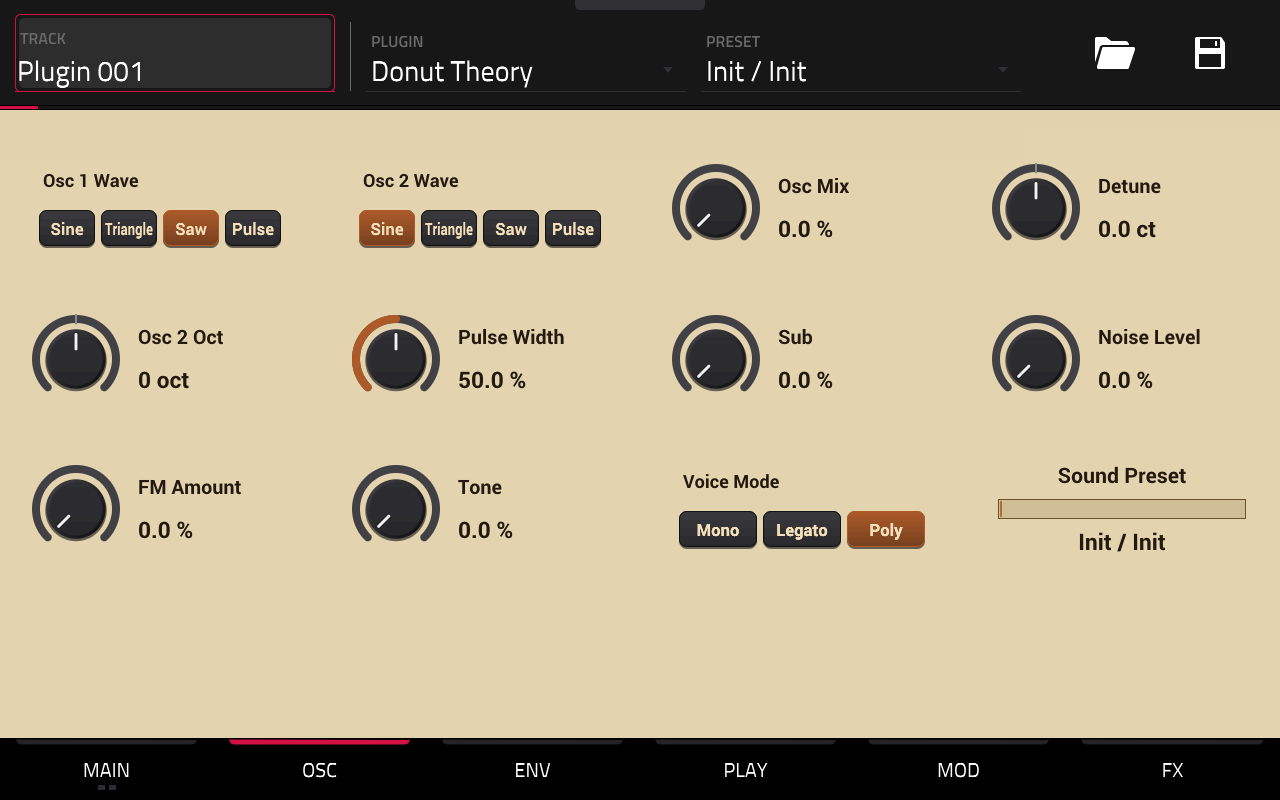 TRACK
Plugin 001
PLUGIN
Donut Theory
PRESET
Init / Init
Osc 1 Wave
Sine Triangle Saw Pulse
Osc 2 Wave
Sine Triangle Saw Pulse
Osc Mix
0.0 %
Detune
0.0 ct
Osc 2 Oct
0 oct
Pulse Width
50.0 %
Sub
0.0 %
Noise Level
0.0 %
FM Amount
0.0 %
Tone
0.0 %
Voice Mode
Mono Legato Poly
Sound Preset
Init / Init
MAIN OSC ENV PLAY MOD FX